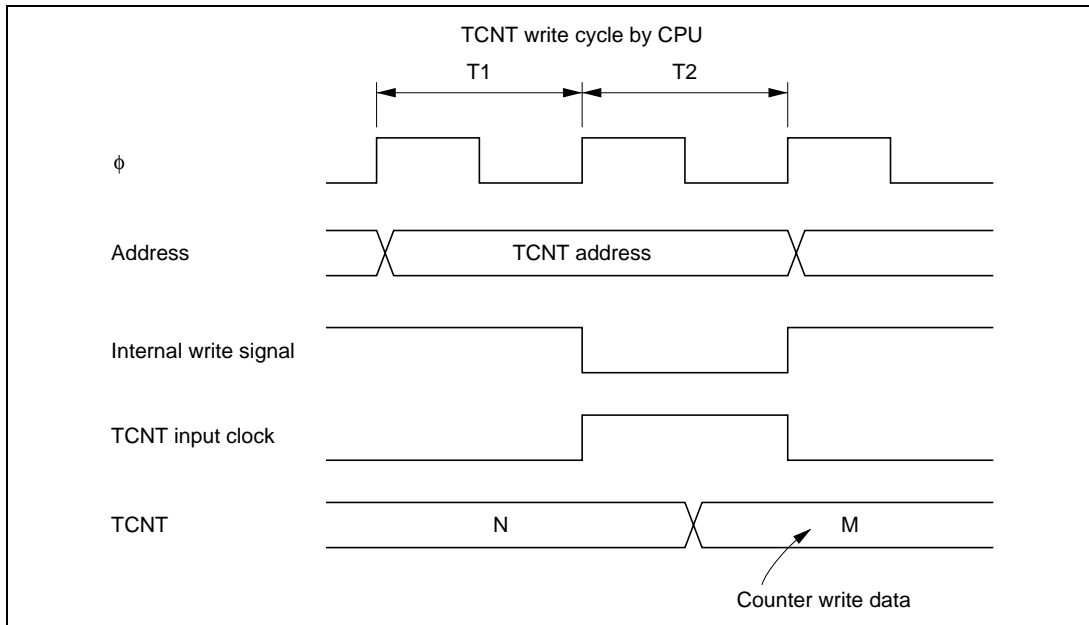 TCNT write cycle by CPU
T1 T2
ϕ
Address TCNT address
Internal write signal
TCNT input clock
TCNT N M
Counter write data